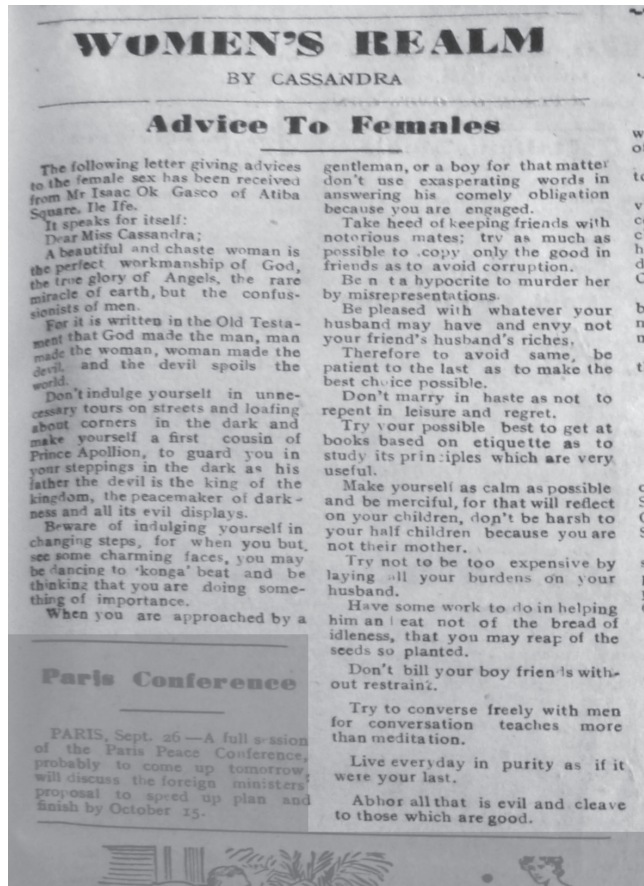 WOMEN'S REALM
BY CASSANDRA
Advice To Females
The following letter giving advices
to the female sex has been received
from Mr Isaac Ok Gasco of Atiba
Square, Ile Ife.
It speaks for itself:
Dear Miss Cassandra;
A beautiful and chaste woman is
the perfect workmanship of God,
the true glory of Angels, the rare
miracle of earth, but the confus-
sionists of men.
For it is written in the Old Testa-
ment that God made the man, man
made the woman, woman made the
devil, and the devil spoils the
world.
Don't indulge yourself in unne-
cessary tours on streets and loafing
about corners in the dark and
make yourself a first cousin of
Prince Apollion, to guard you in
your steppings in the dark as his
father the devil is the king of the
kingdom, the peacemaker of dark-
ness and all its evil displays.
Beware of indulging yourself in
changing steps, for when you but,
see some charming faces, you may
be dancing to 'konga' beat and be
thinking that you are doing some-
thing of importance.
When you are approached by a
gentleman, or a boy for that matter
don't use exasperating words in
answering his comely obligation
because you are engaged.
Take heed of keeping friends with
notorious mates; try as much as
possible to .copy only the good in
friends as to avoid corruption.
Be n t a hypocrite to murder her
by misrepresentations.
Be pleased with whatever your
husband may have and envy not
your friend's husband's riches.
Therefore to avoid same, be
patient to the last as to make the
best choice possible.
Don't marry in haste as not to
repent in leisure and regret.
Try your possible best to get at
books based on etiquette as to
study its principles which are very
useful.
Make yourself as calm as possible
and be merciful, for that will reflect
on your children, don't be harsh to
your half children because you are
not their mother.
Try not to be too expensive by
laying all your burdens on your
husband.
Have some work to do in helping
him an eat not of the bread of
idleness, that you may reap of the
seeds so planted.
Don't bill your boy friends with-
out restraint.
Try to converse freely with men
for conversation teaches more
than meditation.
Live everyday in purity as if it
were your last.
Abhor all that is evil and cleave
to those which are good.
Paris Conference
PARIS, Sept. 26—A full session
of the Paris Peace Conference,
probably to come up tomorrow
will discuss the foreign ministers'
proposal to speed up plan and
finish by October 15.